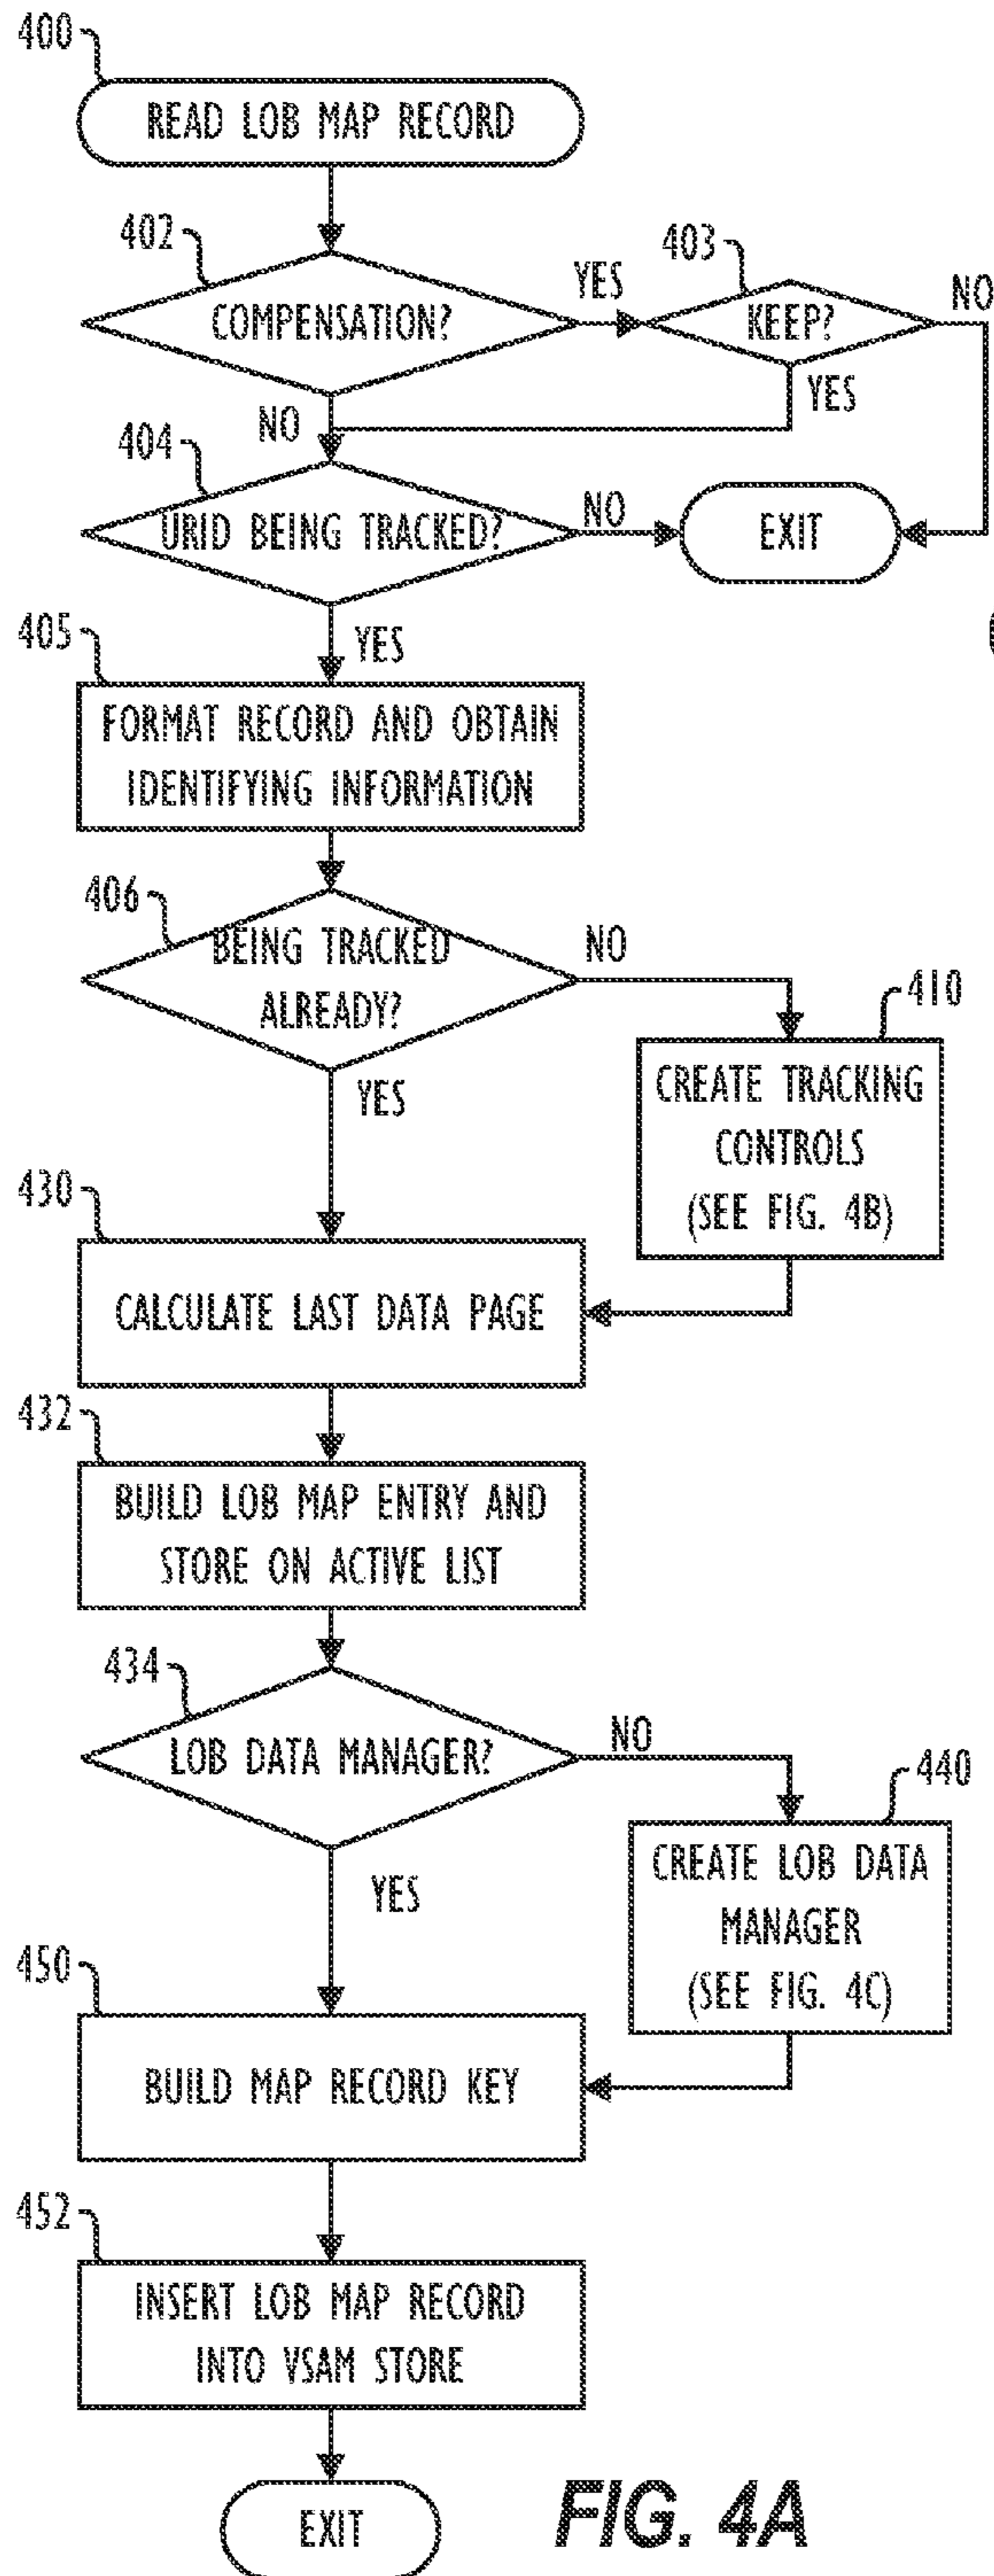 400
READ LOB MAP RECORD
402
COMPENSATION?
YES
403
KEEP?
NO
YES
NO
404
URID BEING TRACKED?
NO
EXIT
YES
405
FORMAT RECORD AND OBTAIN
IDENTIFYING INFORMATION
406
BEING TRACKED
ALREADY?
NO
410
CREATE TRACKING
CONTROLS
(SEE FIG. 4B)
YES
430
CALCULATE LAST DATA PAGE
432
BUILD LOB MAP ENTRY AND
STORE ON ACTIVE LIST
434
LOB DATA MANAGER?
NO
440
CREATE LOB DATA
MANAGER
(SEE FIG. 4C)
YES
450
BUILD MAP RECORD KEY
452
INSERT LOB MAP RECORD
INTO VSAM STORE
EXIT
FIG. 4A